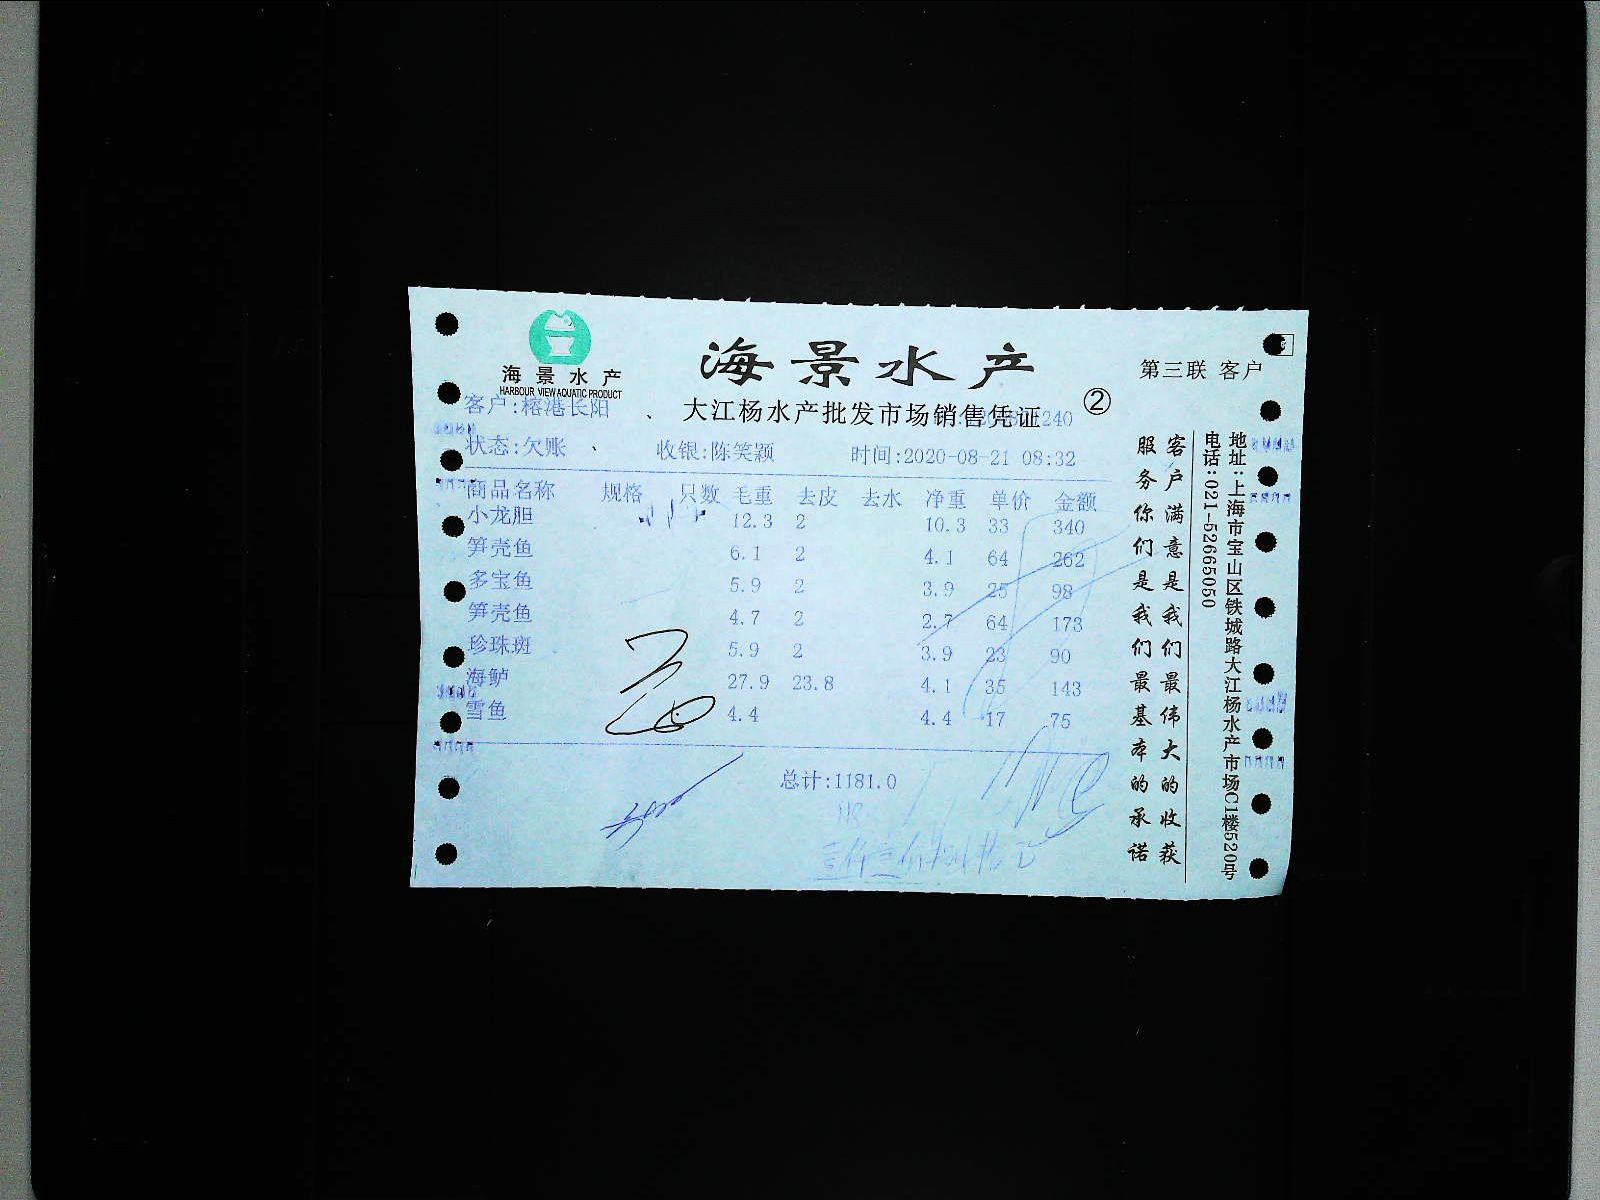 海景水产
HARBOUR VIEW AQUATIC PRODUCT
海景水产
第三联 客户
客户:榕港长阳
大江杨水产批发市场销售凭证
②
240
状态:欠账 收银:陈笑颖 时间:2020-08-21 08:32
商品名称 规格 只数 毛重 去皮 去水 净重 单价 金额
小龙胆 12.3 2 10.3 33 340
笋壳鱼 6.1 2 4.1 64 262
多宝鱼 5.9 2 3.9 25 98
笋壳鱼 4.7 2 2.7 64 173
珍珠斑 5.9 2 3.9 23 90
海鲈 27.9 23.8 4.1 35 143
雪鱼 4.4 4.4 17 75
总计:1181.0
客户满意是我们最伟大的收获
服务你们是我们最基本的承诺
地址:上海市宝山区铁城路大江杨水产市场C1楼520号
电话:021-52665050